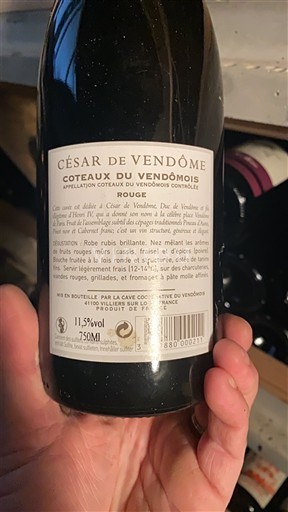 CÉSAR DE VENDÔME
COTEAUX DU VENDÔMOIS
APPELLATION COTEAUX DU VENDÔMOIS CONTRÔLÉE
ROUGE
Cette cuvée est dédiée à César de Vendôme, Duc de Vendôme et fils
d'Henri IV, qui a donné son nom à la célèbre place Vendôme
de Paris. Fruit de l'assemblage subtil des cépages traditionnels Pineau d'Aunis,
Pinot noir et Cabernet franc, c'est un vin structuré, généreux et élégant.
DÉGUSTATION : Robe rubis brillante. Nez mêlant les arômes
de fruits rouges mûrs (cassis, fraise) et d'épices (poivre).
Bouche fruitée à la fois ronde et structurée, dotée de tanins
fins. Servir légèrement frais (12-14°C), sur des charcuteries,
viandes rouges, grillades, et fromages à pâte molle affinés.
MIS EN BOUTEILLE PAR LA CAVE COOPÉRATIVE DU VENDÔMOIS
41100 VILLIERS SUR LOIR FRANCE
PRODUIT DE FRANCE
11,5%vol
750Ml
880 000251